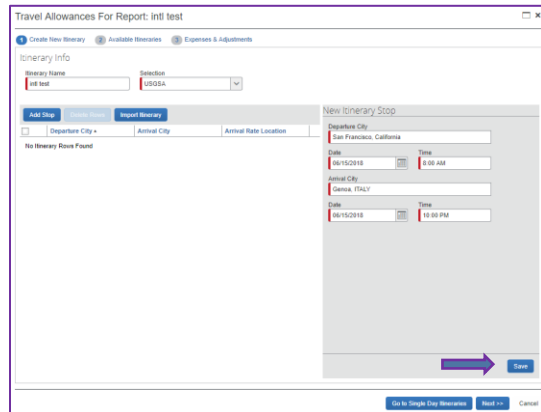 Travel Allowances For Report: intl test
1 Create New Itinerary 2 Available Itineraries 3 Expenses & Adjustments
Itinerary Info
Itinerary Name Selection
intl test USGSA
Add Stop Delete Rows Import Itinerary
Departure City Arrival City Arrival Rate Location
No Itinerary Rows Found
New Itinerary Stop
Departure City
San Francisco, California
Date Time
06/15/2018 8:00 AM
Arrival City
Genoa, ITALY
Date Time
06/15/2018 10:00 PM
Save
Go to Single Day Itineraries Next >> Cancel